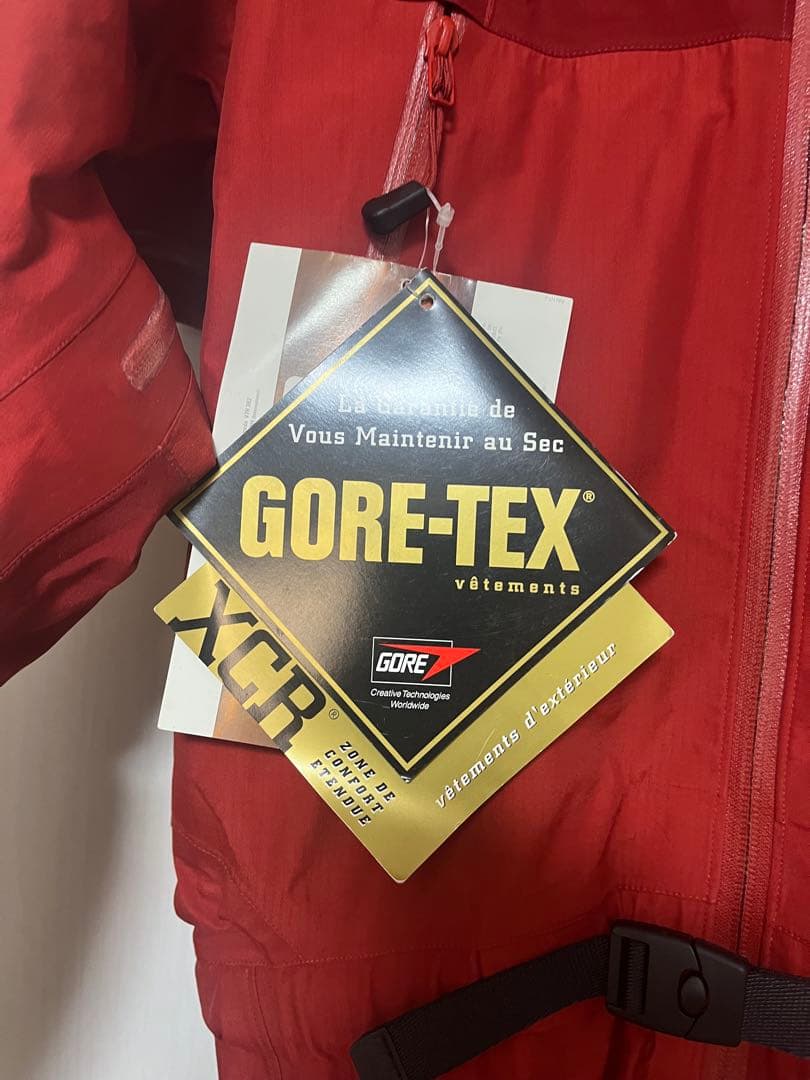 La Garantie de
Vous Maintenir au Sec
GORE-TEX®
vêtements
GORE
Creative Technologies
Worldwide
XCR®
ZONE DE
CONFORT
ETENDUE
vêtements d'extérieur